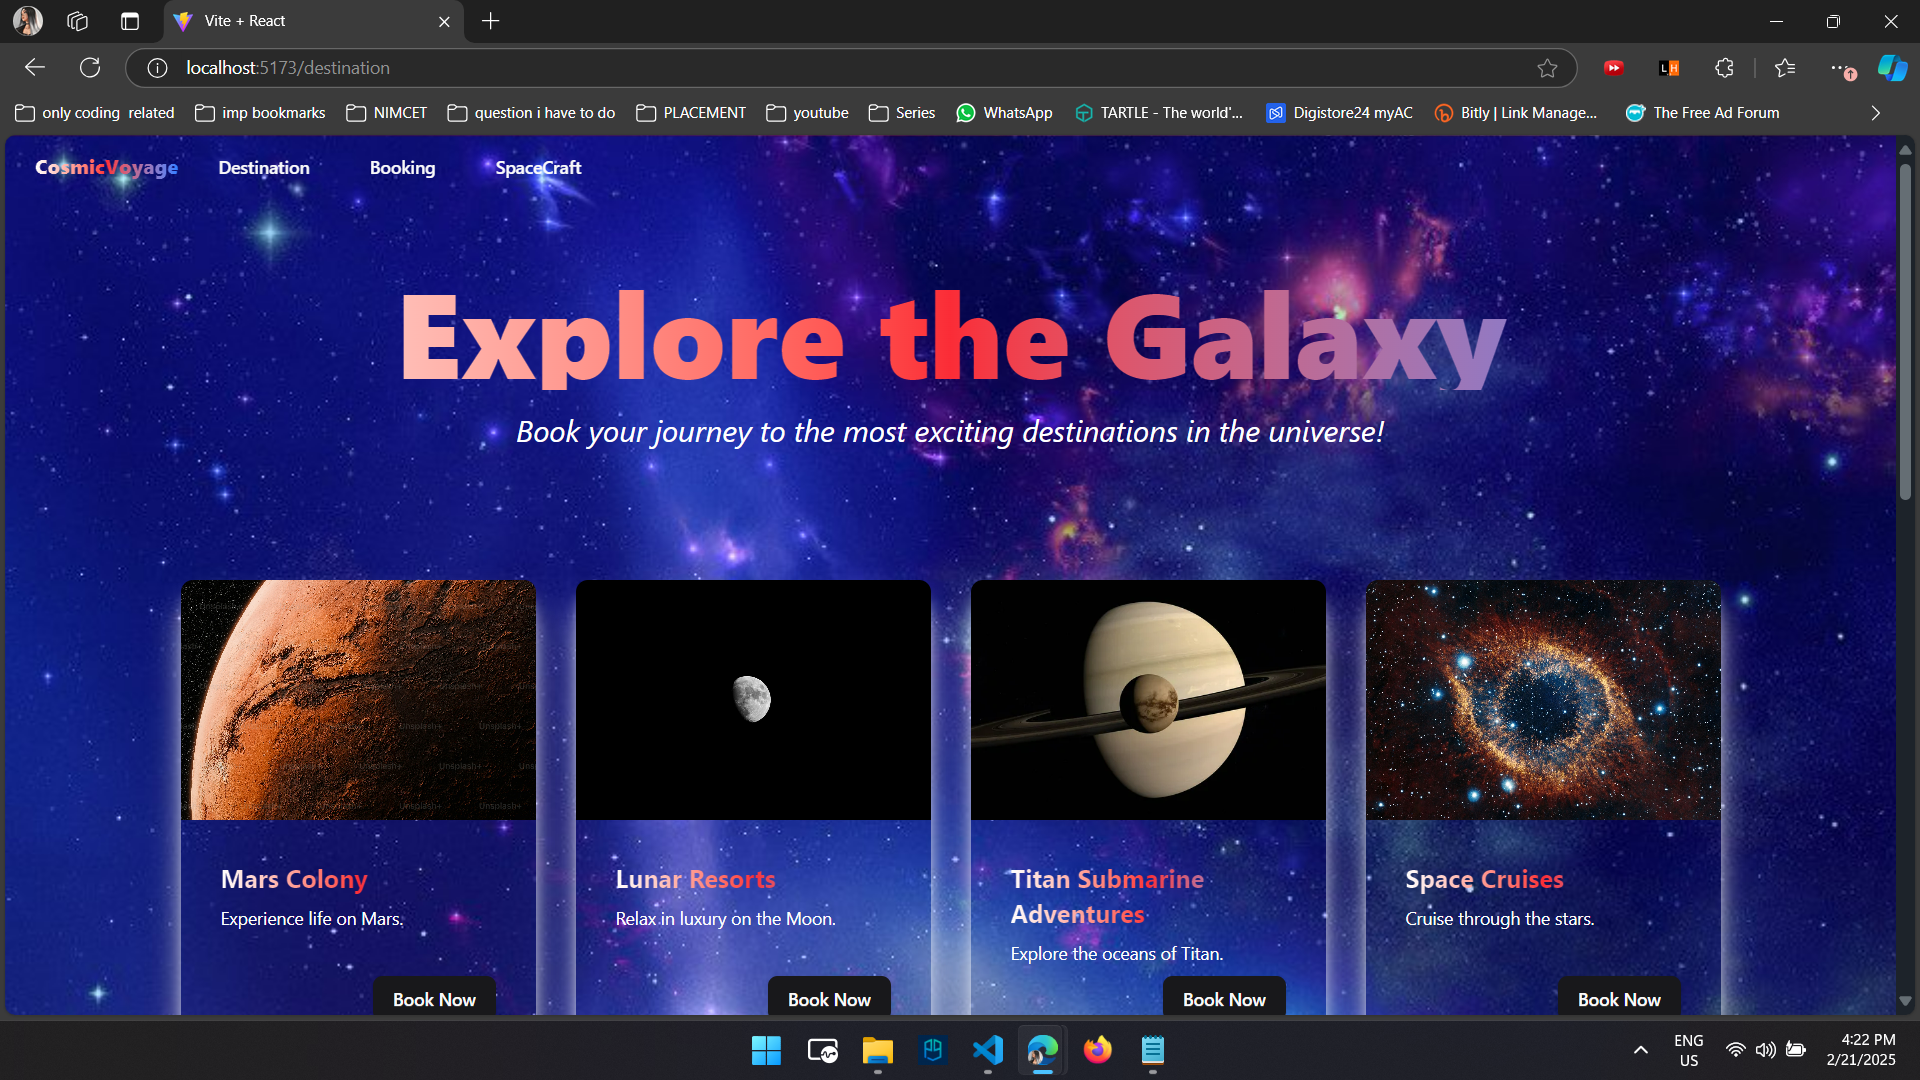 Vite + React
localhost:5173/destination
only coding related
imp bookmarks
NIMCET
question i have to do
PLACEMENT
youtube
Series
WhatsApp
TARTLE - The world'...
Digistore24 myAC
Bitly | Link Manage...
The Free Ad Forum
CosmicVoyage
Destination
Booking
SpaceCraft
Explore the Galaxy
Book your journey to the most exciting destinations in the universe!
Mars Colony
Experience life on Mars.
Book Now
Lunar Resorts
Relax in luxury on the Moon.
Book Now
Titan Submarine
Adventures
Explore the oceans of Titan.
Book Now
Space Cruises
Cruise through the stars.
Book Now
ENG
US
4:22 PM
2/21/2025